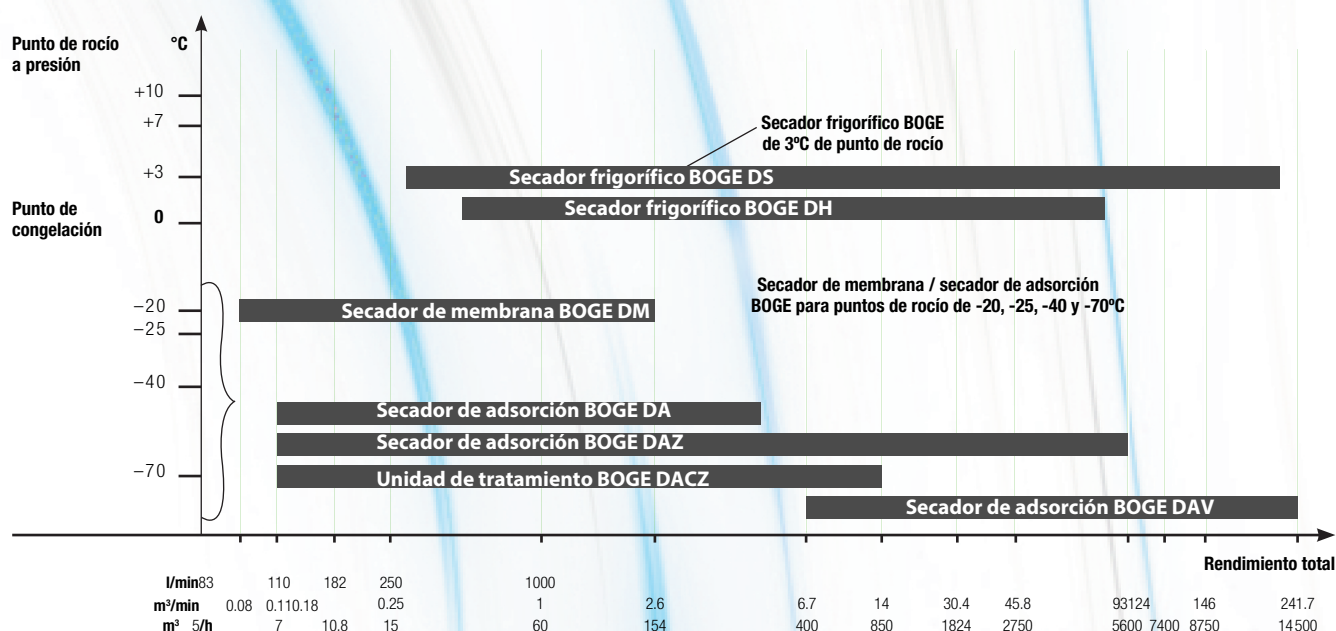 Punto de rocío
a presión
°C
+10
+7
Secador frigorífico BOGE
de 3ºC de punto de rocío
+3
Secador frigorífico BOGE DS
Punto de
congelación
0
Secador frigorífico BOGE DH
Secador de membrana / secador de adsorción
BOGE para puntos de rocío de -20, -25, -40 y -70ºC
−20
Secador de membrana BOGE DM
−25
−40
Secador de adsorción BOGE DA
Secador de adsorción BOGE DAZ
−70
Unidad de tratamiento BOGE DACZ
Secador de adsorción BOGE DAV
Rendimiento total
l/min83 110 182 250 1000
m³/min 0.08 0.110.18 0.25 1 2.6 6.7 14 30.4 45.8 93124 146 241.7
m³ 5/h 7 10.8 15 60 154 400 850 1824 2750 5600 7400 8750 14500